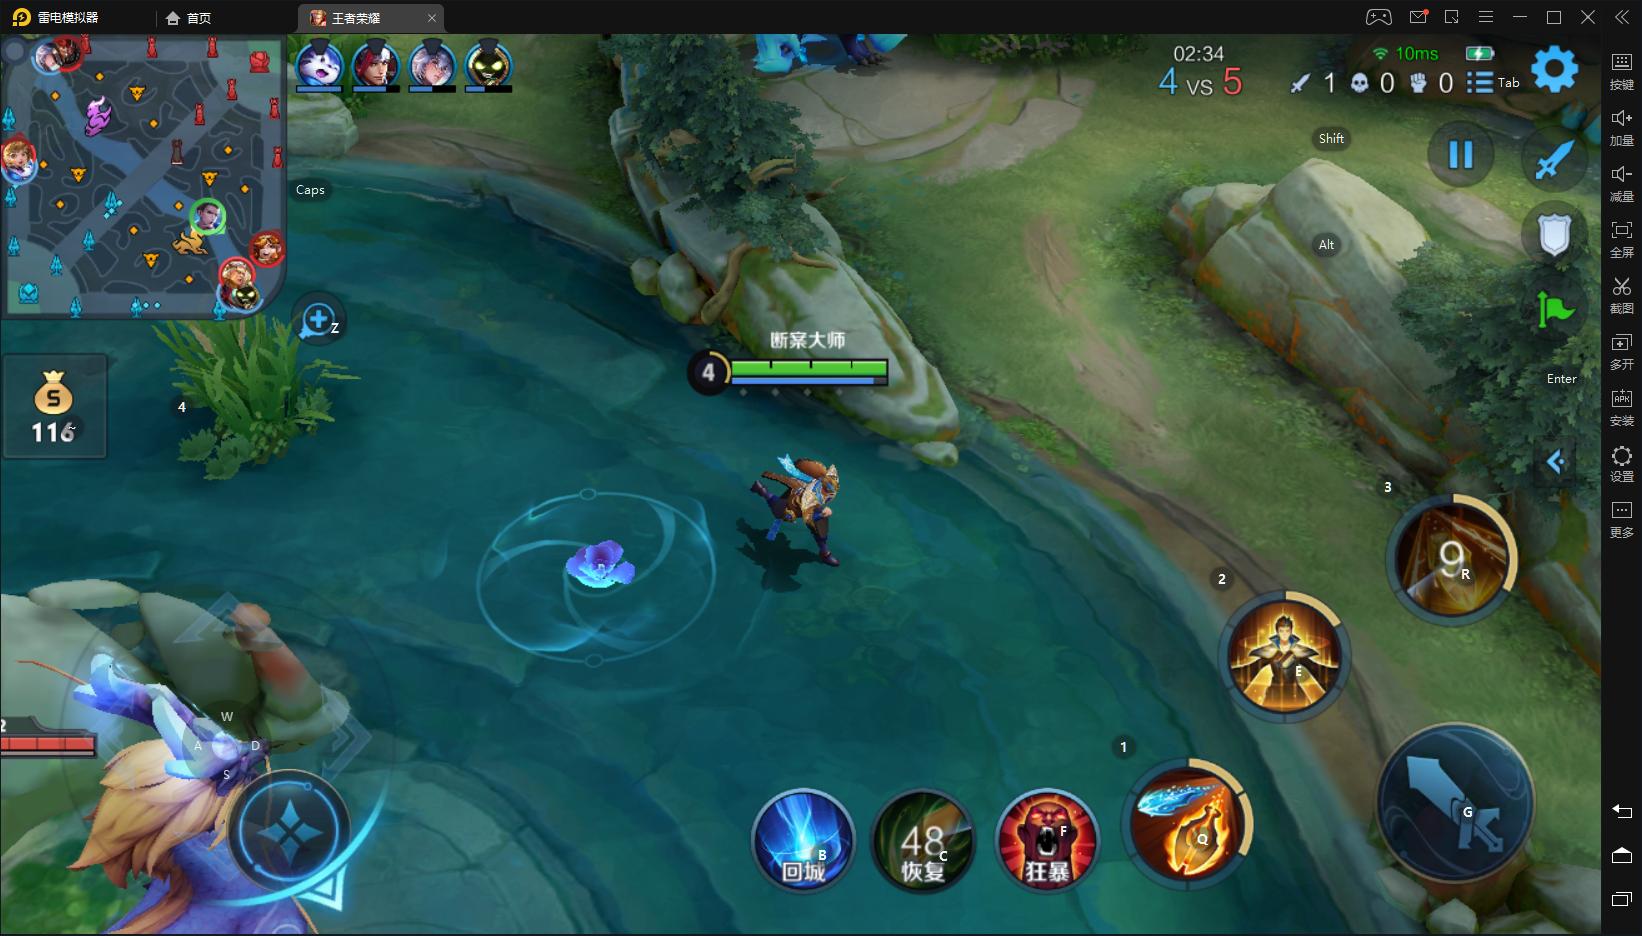 雷电模拟器
首页
王者荣耀
02:34
10ms
4 vs 5
1
0
0
Tab
Shift
Caps
Alt
按键
加量
减量
全屏
截图
多开
安装
设置
更多
APK
Z
断案大师
4
S
116
~
4
Enter
3
9
R
2
E
W
A
D
S
2
1
Q
G
B
回城
48
C
恢复
F
狂暴